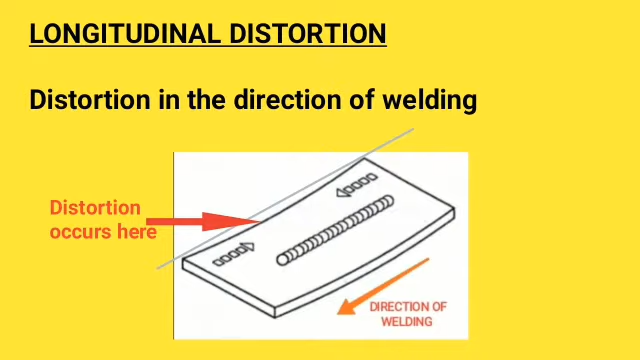 LONGITUDINAL DISTORTION
Distortion in the direction of welding
Distortion
occurs here
DIRECTION OF
WELDING